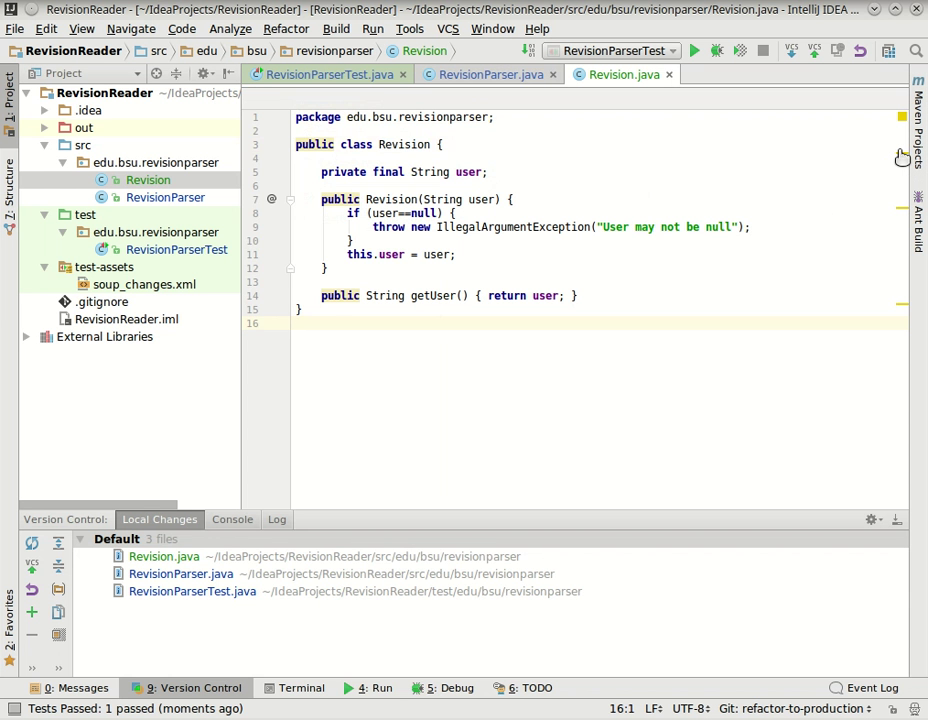 RevisionReader - [~/IdeaProjects/RevisionReader] - [RevisionReader] - ~/IdeaProjects/RevisionReader/src/edu/bsu/revisionparser/Revision.java - IntelliJ IDEA ...
File Edit View Navigate Code Analyze Refactor Build Run Tools VCS Window Help
RevisionReader src edu bsu revisionparser Revision RevisionParserTest VCS VCS
Project RevisionParserTest.java RevisionParser.java Revision.java
RevisionReader ~/IdeaProjects/
.idea
out
src
edu.bsu.revisionparser
Revision
RevisionParser
test
edu.bsu.revisionparser
RevisionParserTest
test-assets
soup_changes.xml
.gitignore
RevisionReader.iml
External Libraries
1: Project
7: Structure
2: Favorites
1 package edu.bsu.revisionparser;
2
3 public class Revision {
4
5 private final String user;
6
7 @ public Revision(String user) {
8 if (user==null) {
9 throw new IllegalArgumentException("User may not be null");
10 }
11 this.user = user;
12 }
13
14 public String getUser() { return user; }
15 }
16
Maven Projects
Ant Build
Version Control: Local Changes Console Log
Default 3 files
Revision.java ~/IdeaProjects/RevisionReader/src/edu/bsu/revisionparser
RevisionParser.java ~/IdeaProjects/RevisionReader/src/edu/bsu/revisionparser
RevisionParserTest.java ~/IdeaProjects/RevisionReader/test/edu/bsu/revisionparser
VCS
0: Messages 9: Version Control Terminal 4: Run 5: Debug 6: TODO Event Log
Tests Passed: 1 passed (moments ago) 16:1 LF UTF-8 Git: refactor-to-production